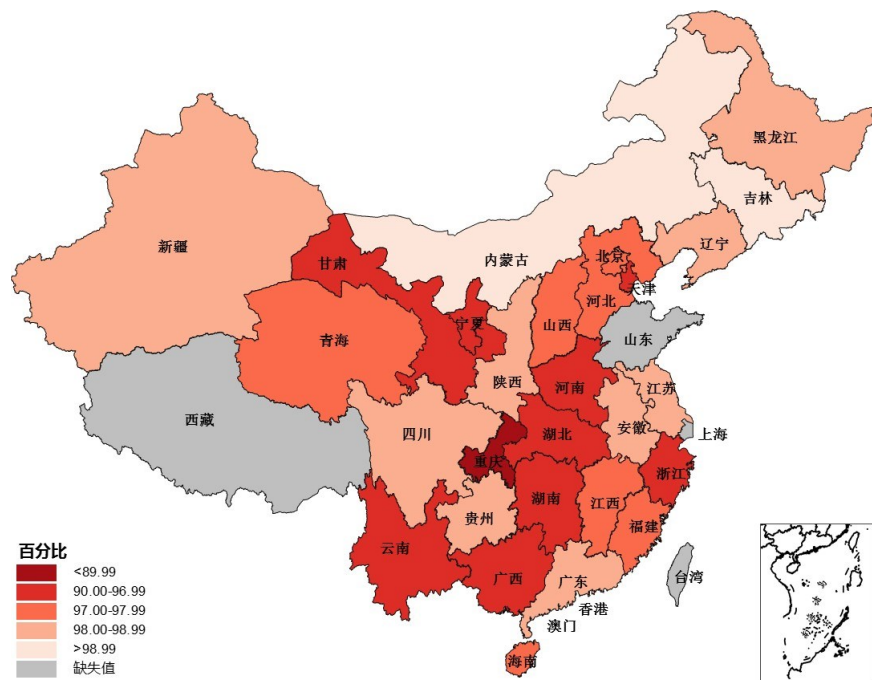 黑龙江
吉林
辽宁
新疆
内蒙古
甘肃
北京
天津
河北
宁夏
山西
山东
青海
陕西
河南
江苏
西藏
四川
安徽
上海
湖北
重庆
浙江
湖南
江西
贵州
福建
云南
广西
广东
台湾
香港
澳门
海南
百分比
<89.99
90.00-96.99
97.00-97.99
98.00-98.99
>98.99
缺失值